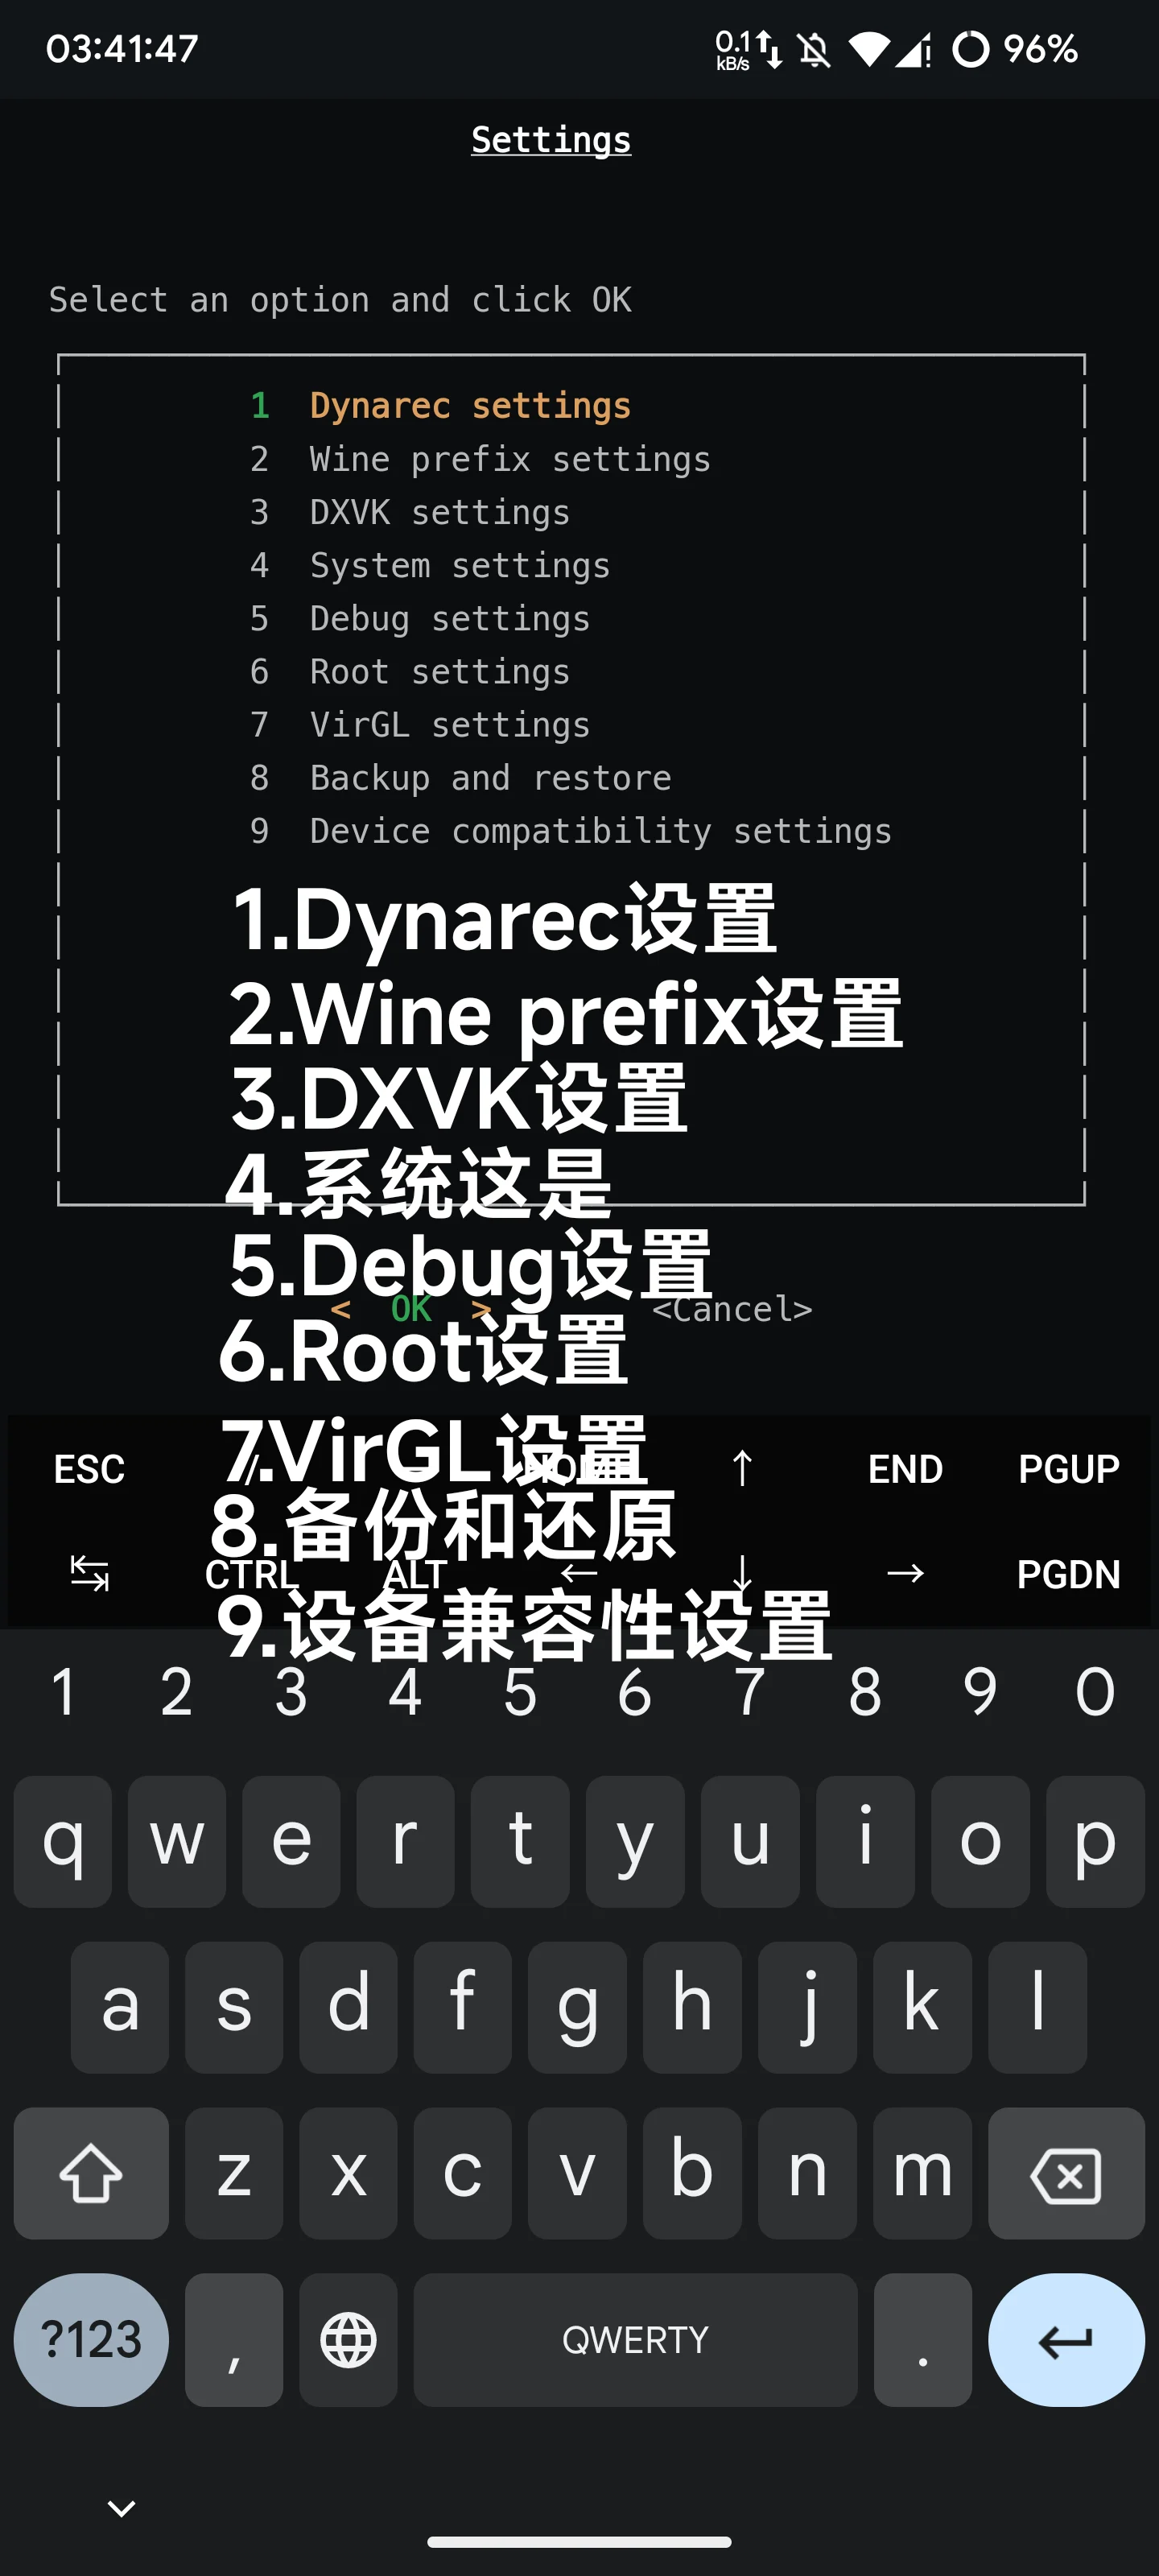 03:41:47
0.1 kB/s
96%
Settings
Select an option and click OK
1 Dynarec settings
2 Wine prefix settings
3 DXVK settings
4 System settings
5 Debug settings
6 Root settings
7 VirGL settings
8 Backup and restore
9 Device compatibility settings
1.Dynarec设置
2.Wine prefix设置
3.DXVK设置
4.系统这是
5.Debug设置
< OK > <Cancel>
6.Root设置
7.VirGL设置
ESC / HOME ↑ END PGUP
8.备份和还原
↹ CTRL ALT ← ↓ → PGDN
9.设备兼容性设置
1 2 3 4 5 6 7 8 9 0
q w e r t y u i o p
a s d f g h j k l
z x c v b n m
?123 , QWERTY .